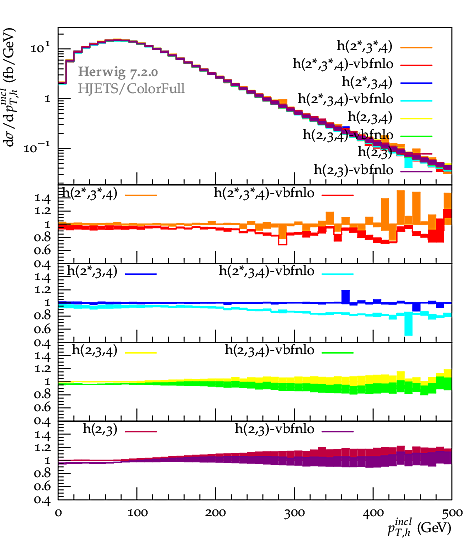 dσ/dp^{incl}_{T,h} (fb/GeV)
10^1
1
10^{-1}
Herwig 7.2.0
HJETS/ColorFull
h(2*,3*,4)
h(2*,3*,4)-vbfnlo
h(2*,3,4)
h(2*,3,4)-vbfnlo
h(2,3,4)
h(2,3,4)-vbfnlo
h(2,3)
h(2,3)-vbfnlo
h(2*,3*,4) h(2*,3*,4)-vbfnlo
1.4
1.2
1
0.8
0.6
0.4
h(2*,3,4) h(2*,3,4)-vbfnlo
1.4
1.2
1
0.8
0.6
0.4
h(2,3,4) h(2,3,4)-vbfnlo
1.4
1.2
1
0.8
0.6
0.4
h(2,3) h(2,3)-vbfnlo
1.4
1.2
1
0.8
0.6
0.4
0 100 200 300 400 500
p^{incl}_{T,h} (GeV)